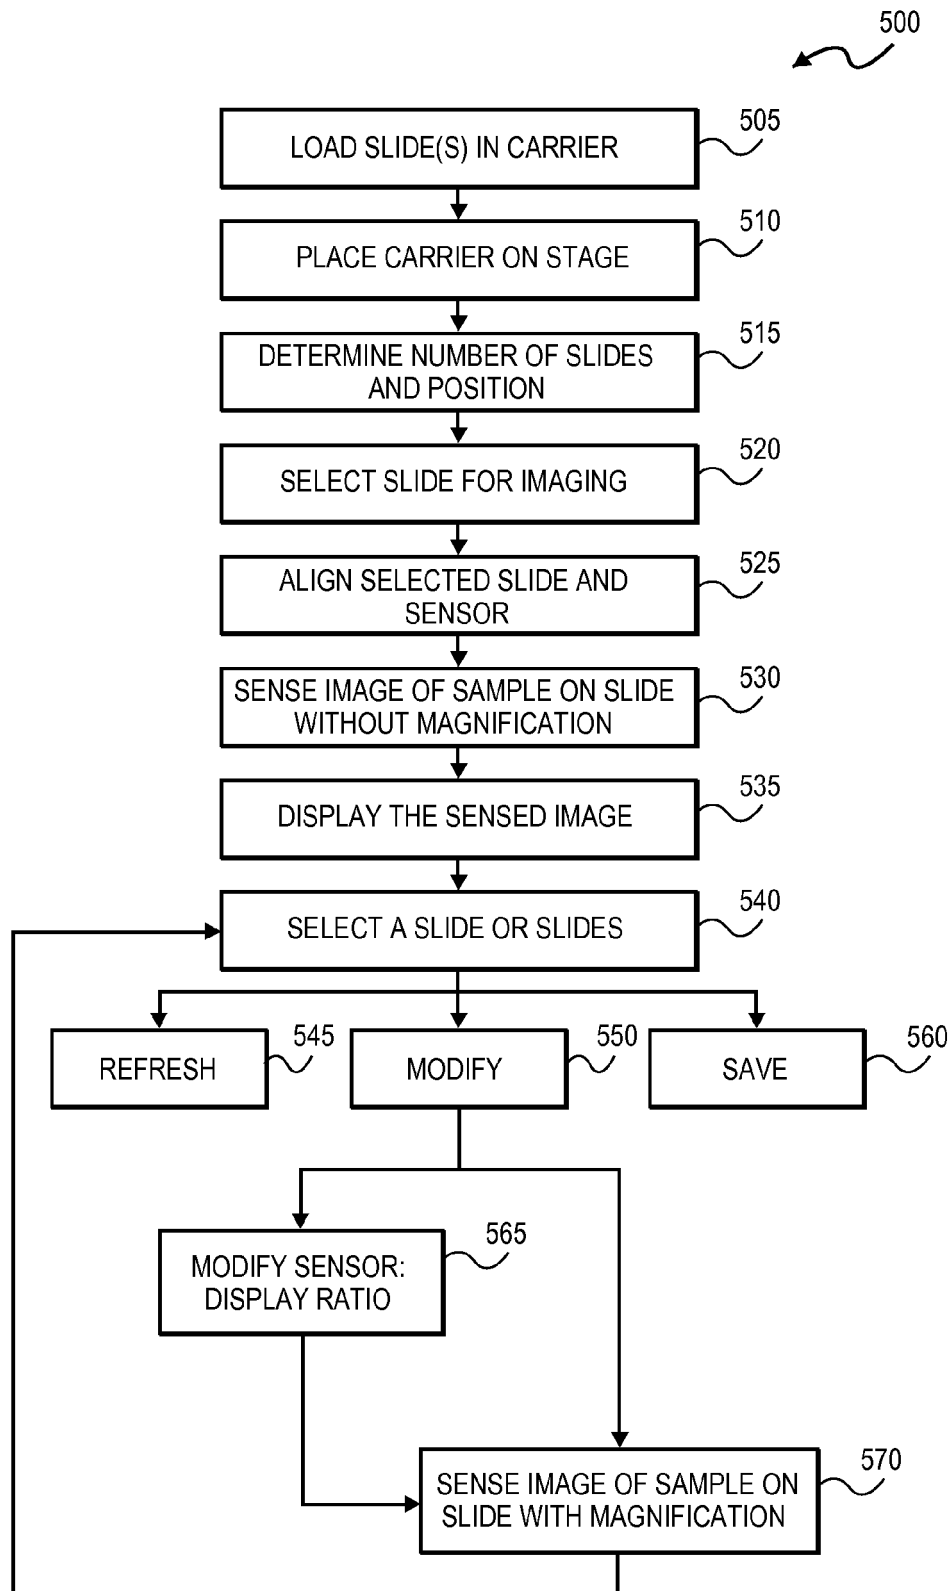 500
LOAD SLIDE(S) IN CARRIER
505
PLACE CARRIER ON STAGE
510
DETERMINE NUMBER OF SLIDES
AND POSITION
515
SELECT SLIDE FOR IMAGING
520
ALIGN SELECTED SLIDE AND
SENSOR
525
SENSE IMAGE OF SAMPLE ON SLIDE
WITHOUT MAGNIFICATION
530
DISPLAY THE SENSED IMAGE
535
SELECT A SLIDE OR SLIDES
540
REFRESH
545
MODIFY
550
SAVE
560
MODIFY SENSOR:
DISPLAY RATIO
565
SENSE IMAGE OF SAMPLE ON
SLIDE WITH MAGNIFICATION
570